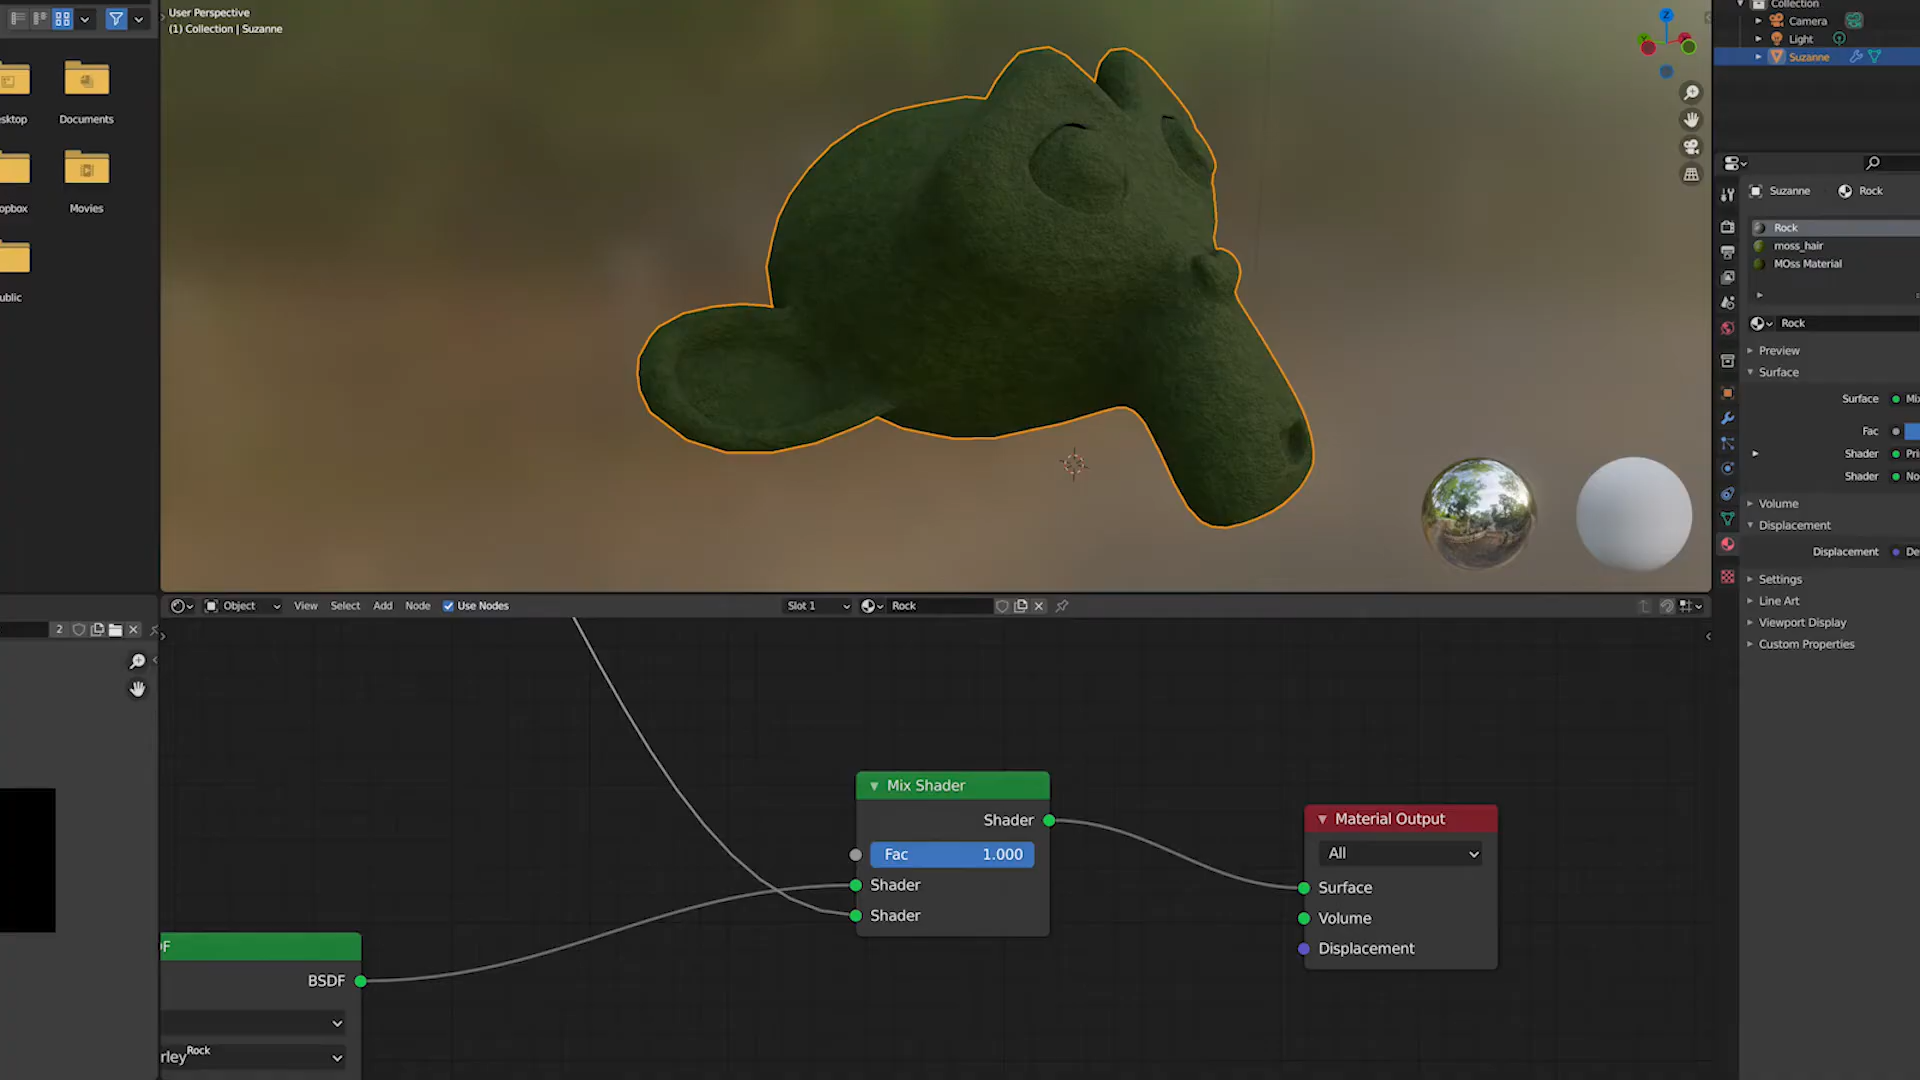 User Perspective
(1) Collection | Suzanne
Documents
Movies
Collection
Camera
Light
Suzanne
Suzanne
Rock
Rock
moss_hair
MOss Material
Rock
Preview
Surface
Surface
Fac
Shader
Shader
Volume
Displacement
Displacement
Settings
Line Art
Viewport Display
Custom Properties
Object
View
Select
Add
Node
Use Nodes
Slot 1
Rock
2
Mix Shader
Shader
Fac 1.000
Shader
Shader
Material Output
All
Surface
Volume
Displacement
BSDF
Rock